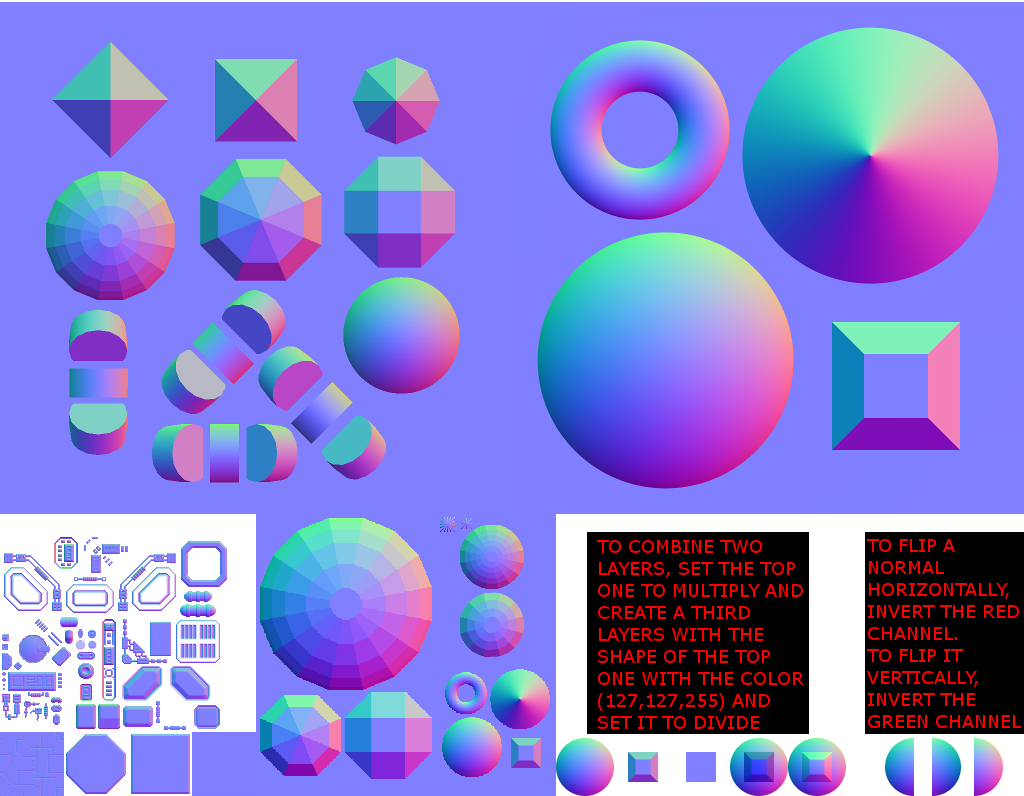 TO COMBINE TWO
LAYERS, SET THE TOP
ONE TO MULTIPLY AND
CREATE A THIRD
LAYERS WITH THE
SHAPE OF THE TOP
ONE WITH THE COLOR
(127,127,255) AND
SET IT TO DIVIDE
TO FLIP A
NORMAL
HORIZONTALLY,
INVERT THE RED
CHANNEL.
TO FLIP IT
VERTICALLY,
INVERT THE
GREEN CHANNEL